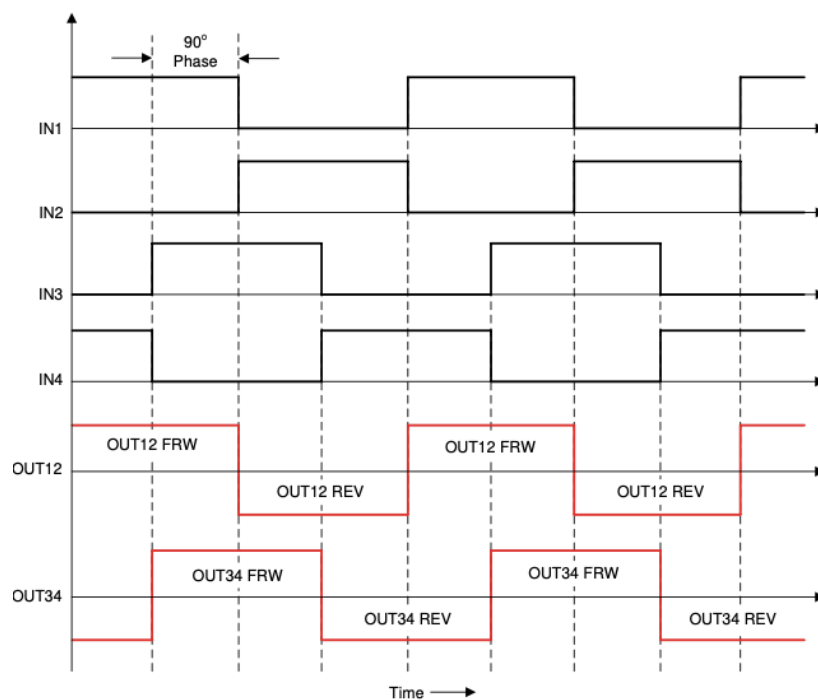 90o
Phase
IN1
IN2
IN3
IN4
OUT12 FRW
OUT12 FRW
OUT12
OUT12 REV
OUT12 REV
OUT34 FRW
OUT34 FRW
OUT34
OUT34 REV
OUT34 REV
Time